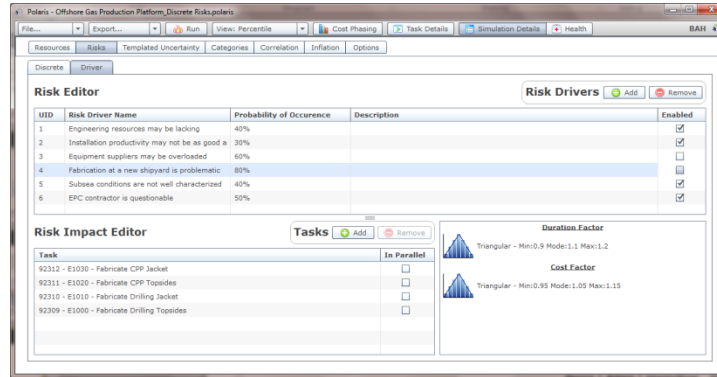 Polaris - Offshore Gas Production Platform_Discrete Risks.polaris
File... Export... Run View: Percentile Cost Phasing Task Details Simulation Details Health BAH
Resources Risks Templated Uncertainty Categories Correlation Inflation Options
Discrete Driver
Risk Editor Risk Drivers Add Remove
UID Risk Driver Name Probability of Occurence Description Enabled
1 Engineering resources may be lacking 40%
2 Installation productivity may not be as good a 30%
3 Equipment suppliers may be overloaded 60%
4 Fabrication at a new shipyard is problematic 80%
5 Subsea conditions are not well characterized 40%
6 EPC contractor is questionable 50%
Risk Impact Editor Tasks Add Remove
Task In Parallel
92312 - E1030 - Fabricate CPP Jacket
92311 - E1020 - Fabricate CPP Topsides
92310 - E1010 - Fabricate Drilling Jacket
92309 - E1000 - Fabricate Drilling Topsides
Duration Factor
Triangular - Min:0.9 Mode:1.1 Max:1.2
Cost Factor
Triangular - Min:0.95 Mode:1.05 Max:1.15